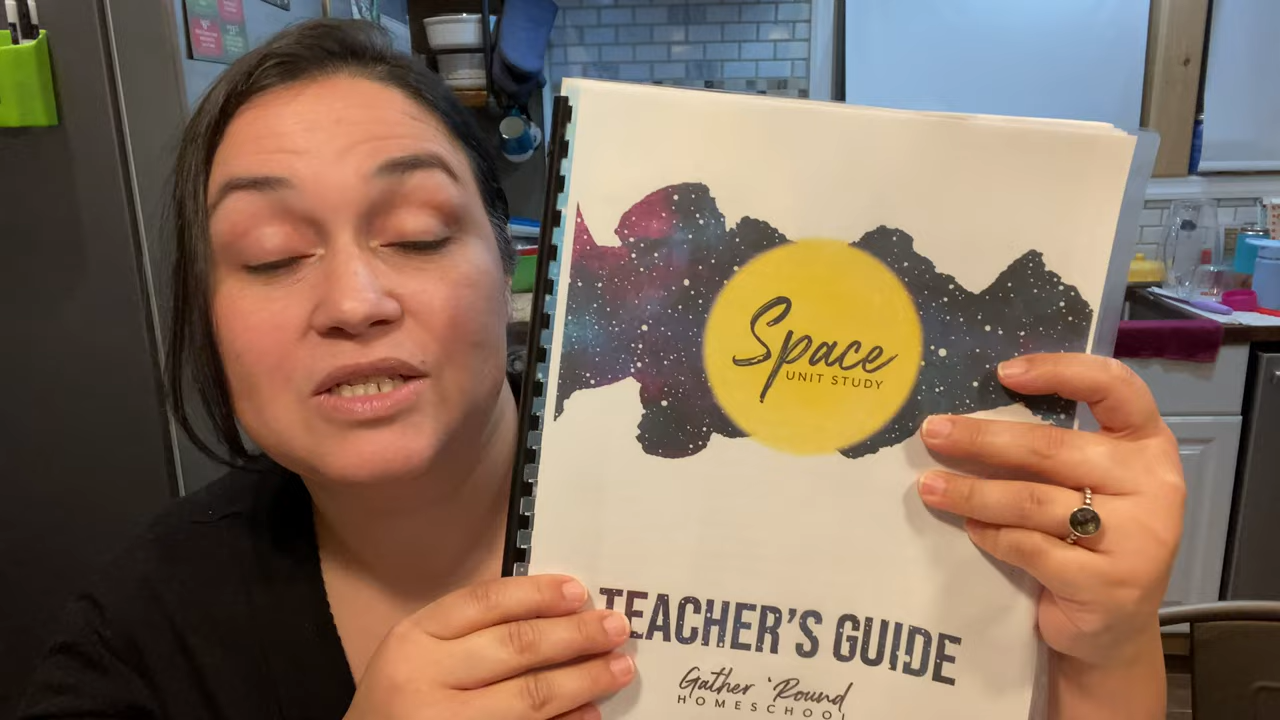 Space
UNIT STUDY
TEACHER'S GUIDE
Gather 'Round
HOMESCHOOL